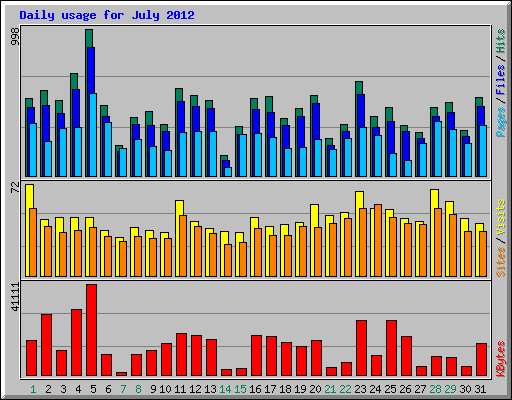 Daily usage for July 2012
998
Pages / Files / Hits
72
Sites / Visits
41111
KBytes
1 2 3 4 5 6 7 8 9 10 11 12 13 14 15 16 17 18 19 20 21 22 23 24 25 26 27 28 29 30 31